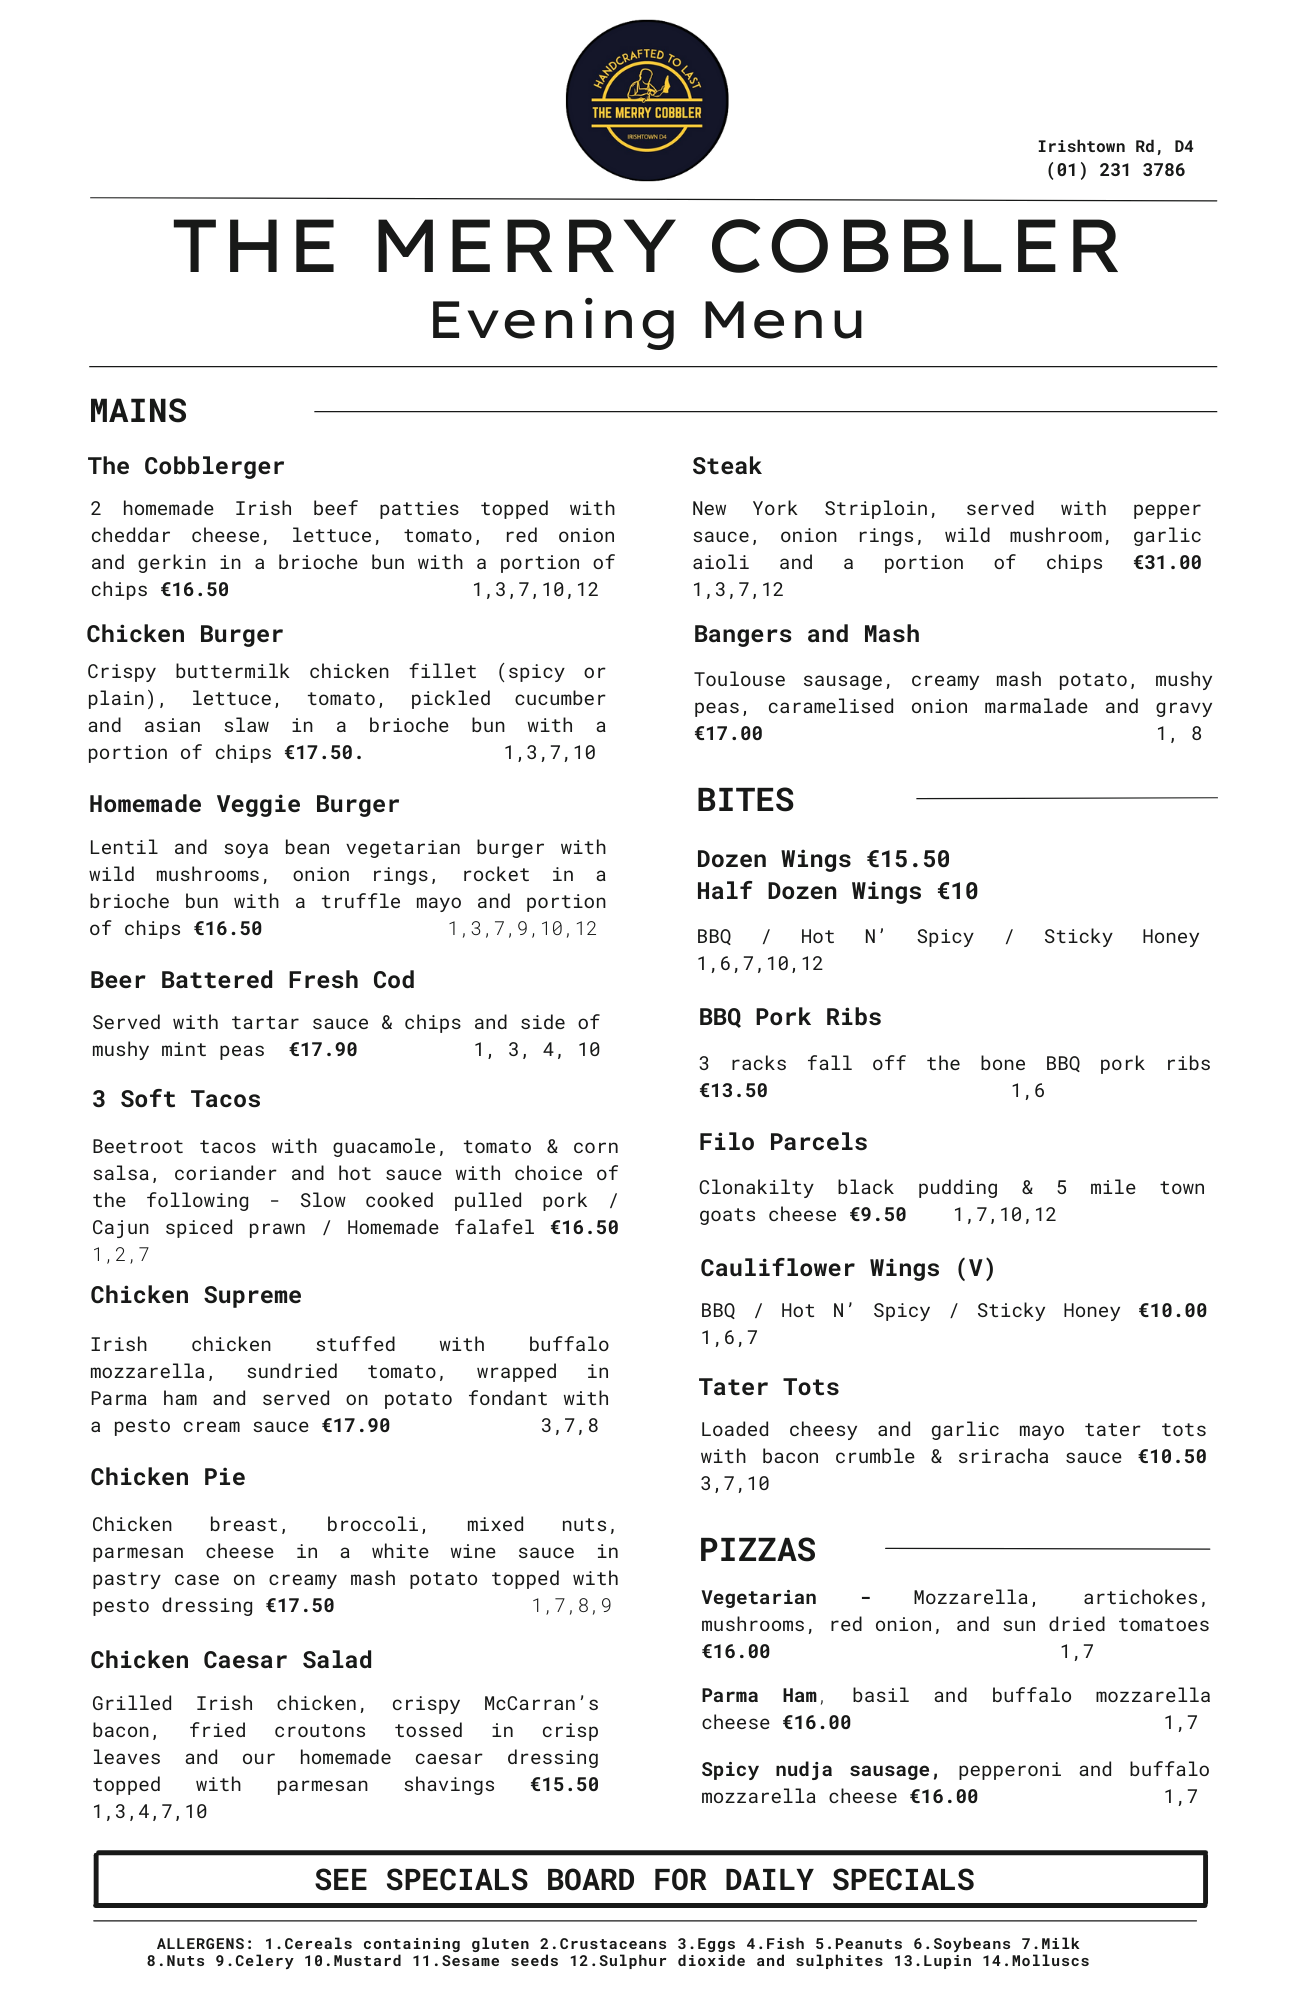 HANDCRAFTED TO LAST
THE MERRY COBBLER
IRISHTOWN D4
Irishtown Rd, D4
(01) 231 3786
THE MERRY COBBLER
Evening Menu
MAINS
The Cobblerger
2 homemade Irish beef patties topped with
cheddar cheese, lettuce, tomato, red onion
and gerkin in a brioche bun with a portion of
chips €16.50 1,3,7,10,12
Chicken Burger
Crispy buttermilk chicken fillet (spicy or
plain), lettuce, tomato, pickled cucumber
and asian slaw in a brioche bun with a
portion of chips €17.50. 1,3,7,10
Homemade Veggie Burger
Lentil and soya bean vegetarian burger with
wild mushrooms, onion rings, rocket in a
brioche bun with a truffle mayo and portion
of chips €16.50 1,3,7,9,10,12
Beer Battered Fresh Cod
Served with tartar sauce & chips and side of
mushy mint peas €17.90 1, 3, 4, 10
3 Soft Tacos
Beetroot tacos with guacamole, tomato & corn
salsa, coriander and hot sauce with choice of
the following - Slow cooked pulled pork /
Cajun spiced prawn / Homemade falafel €16.50
1,2,7
Chicken Supreme
Irish chicken stuffed with buffalo
mozzarella, sundried tomato, wrapped in
Parma ham and served on potato fondant with
a pesto cream sauce €17.90 3,7,8
Chicken Pie
Chicken breast, broccoli, mixed nuts,
parmesan cheese in a white wine sauce in
pastry case on creamy mash potato topped with
pesto dressing €17.50 1,7,8,9
Chicken Caesar Salad
Grilled Irish chicken, crispy McCarran's
bacon, fried croutons tossed in crisp
leaves and our homemade caesar dressing
topped with parmesan shavings €15.50
1,3,4,7,10
Steak
New York Striploin, served with pepper
sauce, onion rings, wild mushroom, garlic
aioli and a portion of chips €31.00
1,3,7,12
Bangers and Mash
Toulouse sausage, creamy mash potato, mushy
peas, caramelised onion marmalade and gravy
€17.00 1, 8
BITES
Dozen Wings €15.50
Half Dozen Wings €10
BBQ / Hot N' Spicy / Sticky Honey
1,6,7,10,12
BBQ Pork Ribs
3 racks fall off the bone BBQ pork ribs
€13.50 1,6
Filo Parcels
Clonakilty black pudding & 5 mile town
goats cheese €9.50 1,7,10,12
Cauliflower Wings (V)
BBQ / Hot N' Spicy / Sticky Honey €10.00
1,6,7
Tater Tots
Loaded cheesy and garlic mayo tater tots
with bacon crumble & sriracha sauce €10.50
3,7,10
PIZZAS
Vegetarian - Mozzarella, artichokes,
mushrooms, red onion, and sun dried tomatoes
€16.00 1,7
Parma Ham, basil and buffalo mozzarella
cheese €16.00 1,7
Spicy nudja sausage, pepperoni and buffalo
mozzarella cheese €16.00 1,7
SEE SPECIALS BOARD FOR DAILY SPECIALS
ALLERGENS: 1.Cereals containing gluten 2.Crustaceans 3.Eggs 4.Fish 5.Peanuts 6.Soybeans 7.Milk
8.Nuts 9.Celery 10.Mustard 11.Sesame seeds 12.Sulphur dioxide and sulphites 13.Lupin 14.Molluscs